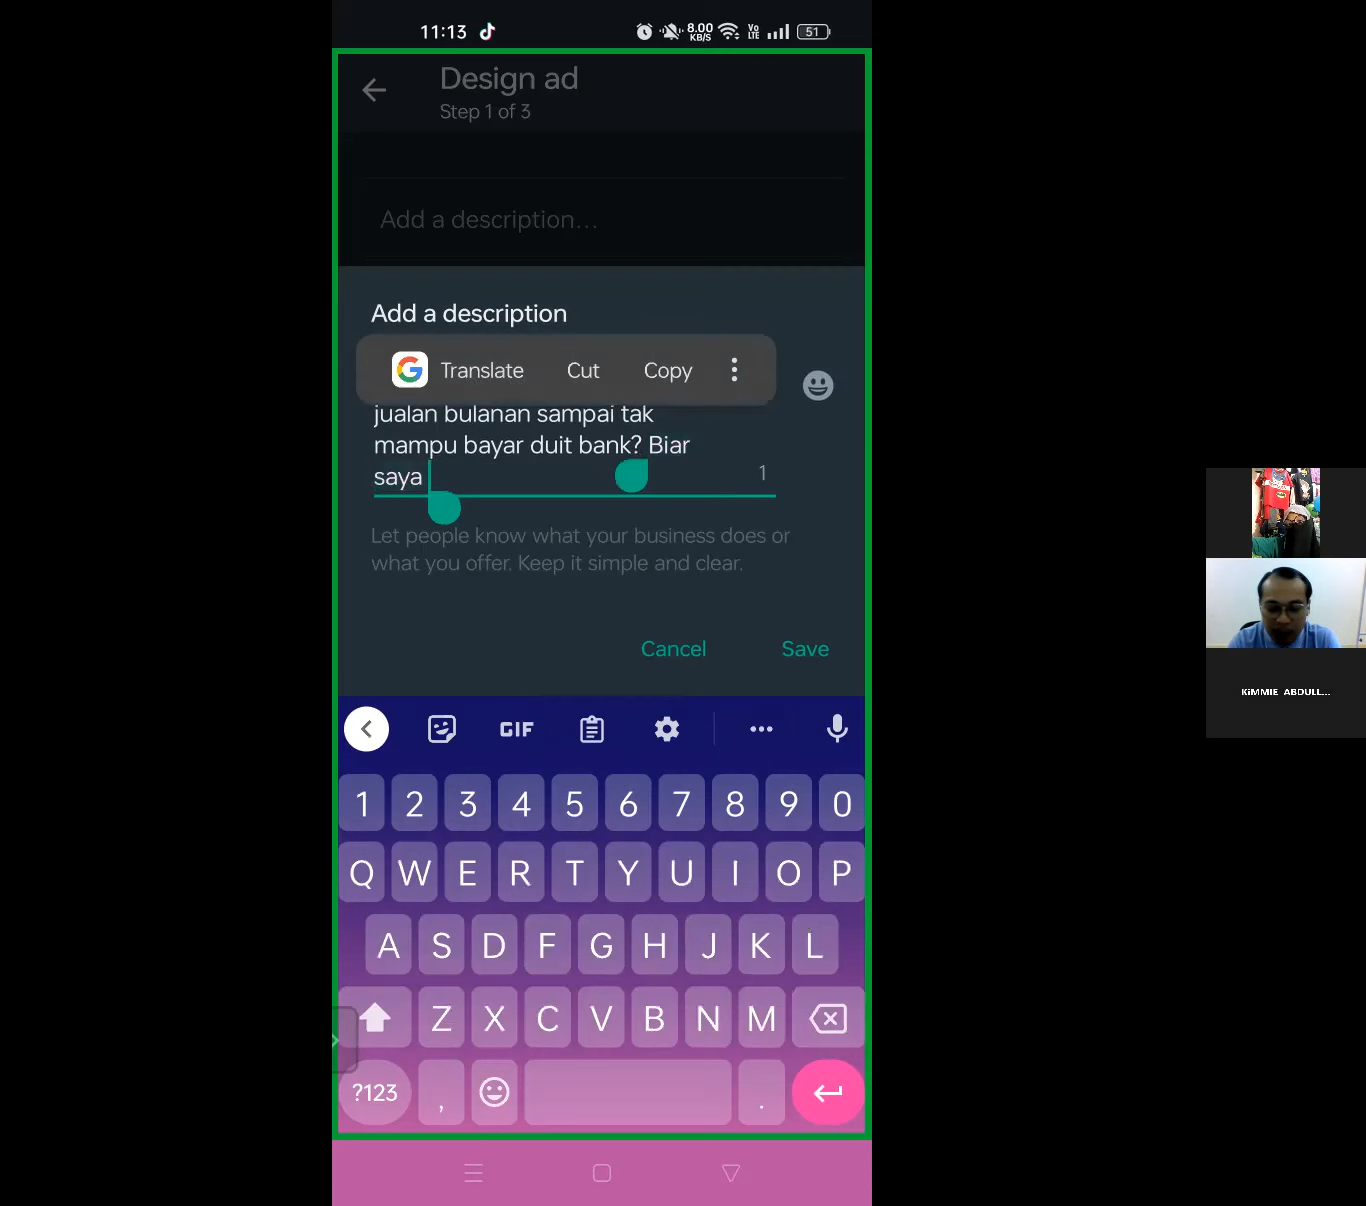 11:13
8.00
KB/S
Vo
LTE
51
Design ad
Step 1 of 3
Add a description...
Add a description
Translate
Cut
Copy
jualan bulanan sampai tak
mampu bayar duit bank? Biar
saya
1
Let people know what your business does or
what you offer. Keep it simple and clear.
Cancel
Save
GIF
1 2 3 4 5 6 7 8 9 0
Q W E R T Y U I O P
A S D F G H J K L
Z X C V B N M
?123
,
.
KiMMIE ABDULL...